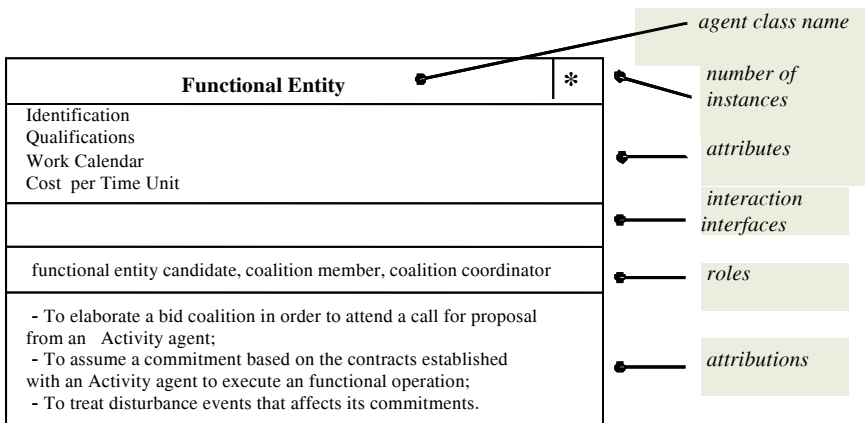 agent class name
Functional Entity
*
number of
instances
Identification
Qualifications
Work Calendar
Cost per Time Unit
attributes
interaction
interfaces
functional entity candidate, coalition member, coalition coordinator
roles
- To elaborate a bid coalition in order to attend a call for proposal
from an Activity agent;
- To assume a commitment based on the contracts established
with an Activity agent to execute an functional operation;
- To treat disturbance events that affects its commitments.
attributions